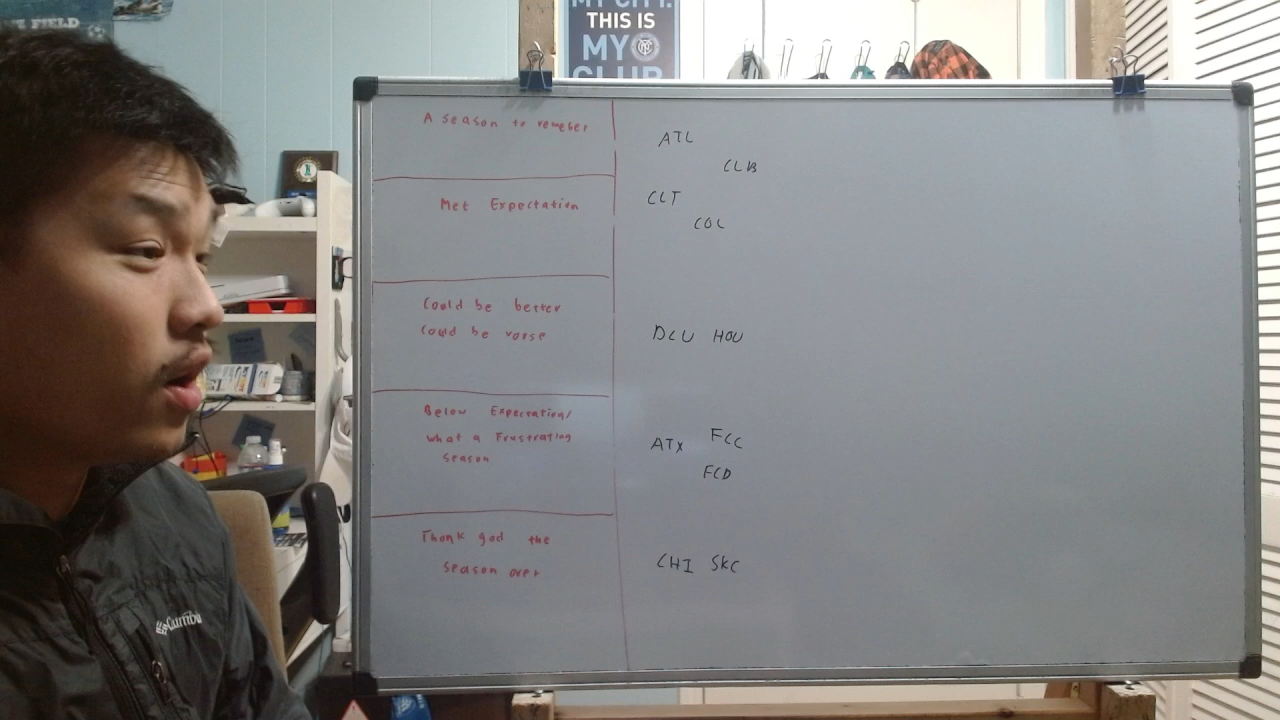 FIELD
MY CITY.
THIS IS
MY
CLUB
A season to remeber
ATL
CLB
Met Expectation
CLT
COL
Could be better
Could be worse
DCU HOU
Below Expectation/
what a Frustrating
season
ATX FCC
FCD
Thank god the
season over
CHI SKC
Columbia